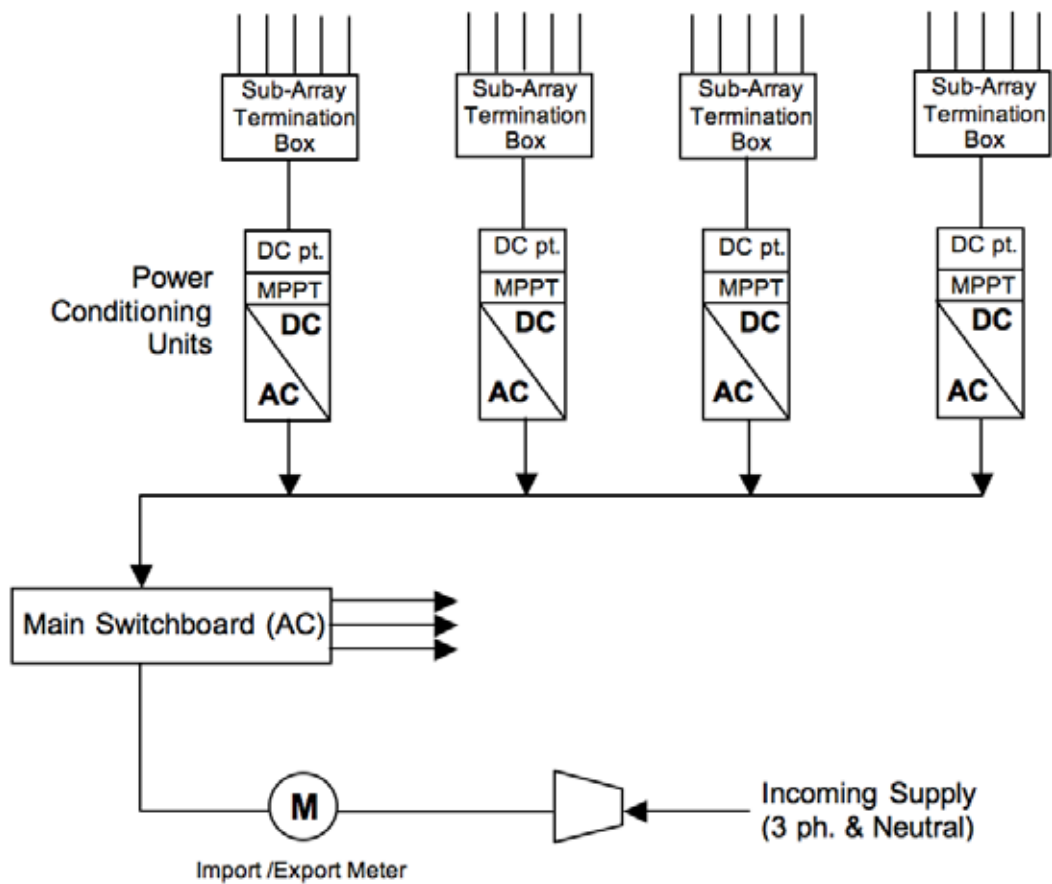 Sub-Array
Termination
Box
Sub-Array
Termination
Box
Sub-Array
Termination
Box
Sub-Array
Termination
Box
Power
Conditioning
Units
DC pt.
MPPT
DC
AC
DC pt.
MPPT
DC
AC
DC pt.
MPPT
DC
AC
DC pt.
MPPT
DC
AC
Main Switchboard (AC)
M
Import /Export Meter
Incoming Supply
(3 ph. & Neutral)